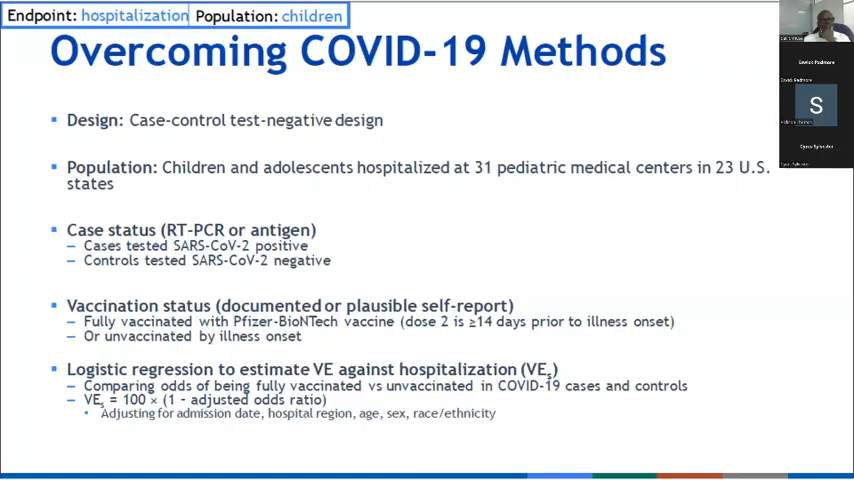 Endpoint: hospitalization Population: children
Overcoming COVID-19 Methods
▪ Design: Case-control test-negative design
▪ Population: Children and adolescents hospitalized at 31 pediatric medical centers in 23 U.S.
states
▪ Case status (RT-PCR or antigen)
– Cases tested SARS-CoV-2 positive
– Controls tested SARS-CoV-2 negative
▪ Vaccination status (documented or plausible self-report)
– Fully vaccinated with Pfizer-BioNTech vaccine (dose 2 is ≥14 days prior to illness onset)
– Or unvaccinated by illness onset
▪ Logistic regression to estimate VE against hospitalization (VEs)
– Comparing odds of being fully vaccinated vs unvaccinated in COVID-19 cases and controls
– VEs = 100 × (1 - adjusted odds ratio)
• Adjusting for admission date, hospital region, age, sex, race/ethnicity
Padmore
S